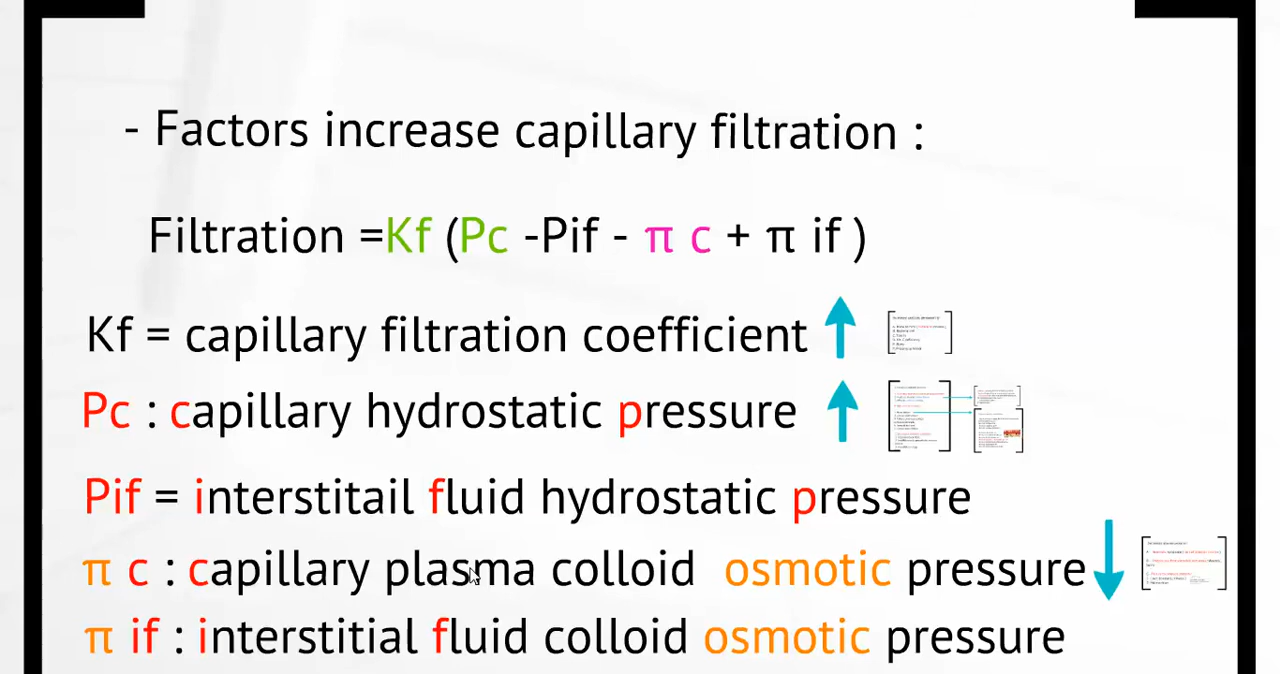 - Factors increase capillary filtration :
Filtration =Kf (Pc -Pif - π c + π if )
Kf = capillary filtration coefficient
Pc : capillary hydrostatic pressure
Pif = interstitail fluid hydrostatic pressure
π c : capillary plasma colloid osmotic pressure
π if : interstitial fluid colloid osmotic pressure